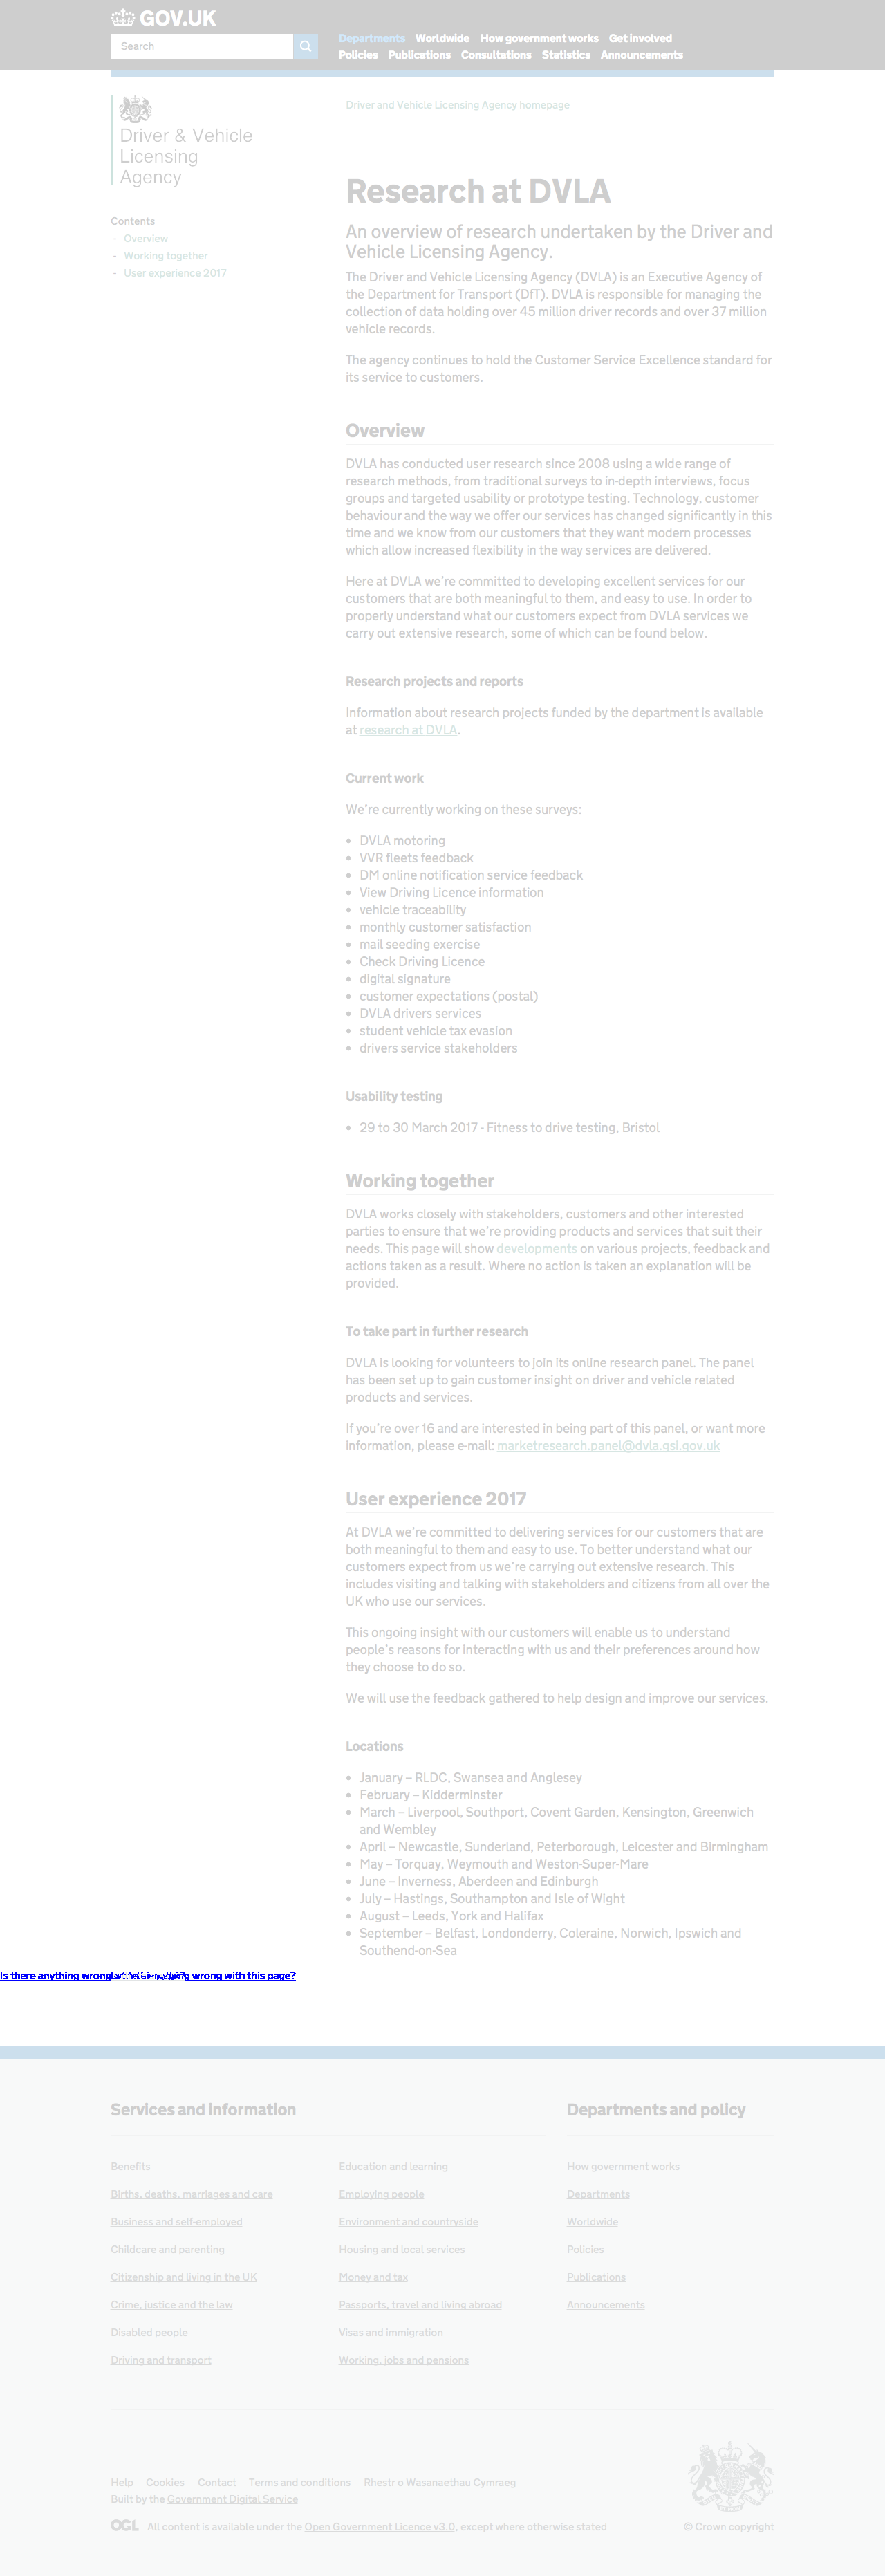 GOV.UK
Search
Departments Worldwide How government works Get involved
Policies Publications Consultations Statistics Announcements
Driver & Vehicle
Licensing
Agency
Driver and Vehicle Licensing Agency homepage
Contents
- Overview
- Working together
- User experience 2017
Research at DVLA
An overview of research undertaken by the Driver and
Vehicle Licensing Agency.
The Driver and Vehicle Licensing Agency (DVLA) is an Executive Agency of
the Department for Transport (DfT). DVLA is responsible for managing the
collection of data holding over 45 million driver records and over 37 million
vehicle records.
The agency continues to hold the Customer Service Excellence standard for
its service to customers.
Overview
DVLA has conducted user research since 2008 using a wide range of
research methods, from traditional surveys to in-depth interviews, focus
groups and targeted usability or prototype testing. Technology, customer
behaviour and the way we offer our services has changed significantly in this
time and we know from our customers that they want modern processes
which allow increased flexibility in the way services are delivered.
Here at DVLA we're committed to developing excellent services for our
customers that are both meaningful to them, and easy to use. In order to
properly understand what our customers expect from DVLA services we
carry out extensive research, some of which can be found below.
Research projects and reports
Information about research projects funded by the department is available
at research at DVLA.
Current work
We're currently working on these surveys:
• DVLA motoring
• VVR fleets feedback
• DM online notification service feedback
• View Driving Licence information
• vehicle traceability
• monthly customer satisfaction
• mail seeding exercise
• Check Driving Licence
• digital signature
• customer expectations (postal)
• DVLA drivers services
• student vehicle tax evasion
• drivers service stakeholders
Usability testing
• 29 to 30 March 2017 - Fitness to drive testing, Bristol
Working together
DVLA works closely with stakeholders, customers and other interested
parties to ensure that we're providing products and services that suit their
needs. This page will show developments on various projects, feedback and
actions taken as a result. Where no action is taken an explanation will be
provided.
To take part in further research
DVLA is looking for volunteers to join its online research panel. The panel
has been set up to gain customer insight on driver and vehicle related
products and services.
If you're over 16 and are interested in being part of this panel, or want more
information, please e-mail: marketresearch.panel@dvla.gsi.gov.uk
User experience 2017
At DVLA we're committed to delivering services for our customers that are
both meaningful to them and easy to use. To better understand what our
customers expect from us we're carrying out extensive research. This
includes visiting and talking with stakeholders and citizens from all over the
UK who use our services.
This ongoing insight with our customers will enable us to understand
people's reasons for interacting with us and their preferences around how
they choose to do so.
We will use the feedback gathered to help design and improve our services.
Locations
• January – RLDC, Swansea and Anglesey
• February – Kidderminster
• March – Liverpool, Southport, Covent Garden, Kensington, Greenwich
and Wembley
• April – Newcastle, Sunderland, Peterborough, Leicester and Birmingham
• May – Torquay, Weymouth and Weston-Super-Mare
• June – Inverness, Aberdeen and Edinburgh
• July – Hastings, Southampton and Isle of Wight
• August – Leeds, York and Halifax
• September – Belfast, Londonderry, Coleraine, Norwich, Ipswich and
Southend-on-Sea
Is there anything wrong wrong with this page?
Services and information
Departments and policy
Benefits
Births, deaths, marriages and care
Business and self-employed
Childcare and parenting
Citizenship and living in the UK
Crime, justice and the law
Disabled people
Driving and transport
Education and learning
Employing people
Environment and countryside
Housing and local services
Money and tax
Passports, travel and living abroad
Visas and immigration
Working, jobs and pensions
How government works
Departments
Worldwide
Policies
Publications
Announcements
Help Cookies Contact Terms and conditions Rhestr o Wasanaethau Cymraeg
Built by the Government Digital Service
OGL All content is available under the Open Government Licence v3.0, except where otherwise stated
© Crown copyright